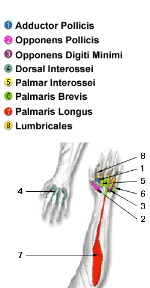 1 Adductor Pollicis
2 Opponens Pollicis
3 Opponens Digiti Minimi
4 Dorsal Interossei
5 Palmar Interossei
6 Palmaris Brevis
7 Palmaris Longus
8 Lumbricales
8
1
4
5
6
3
2
7